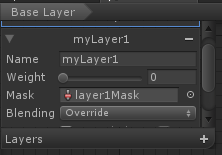 Base Layer
myLayer1
Name myLayer1
Weight 0
Mask layer1Mask
Blending Override
Layers +